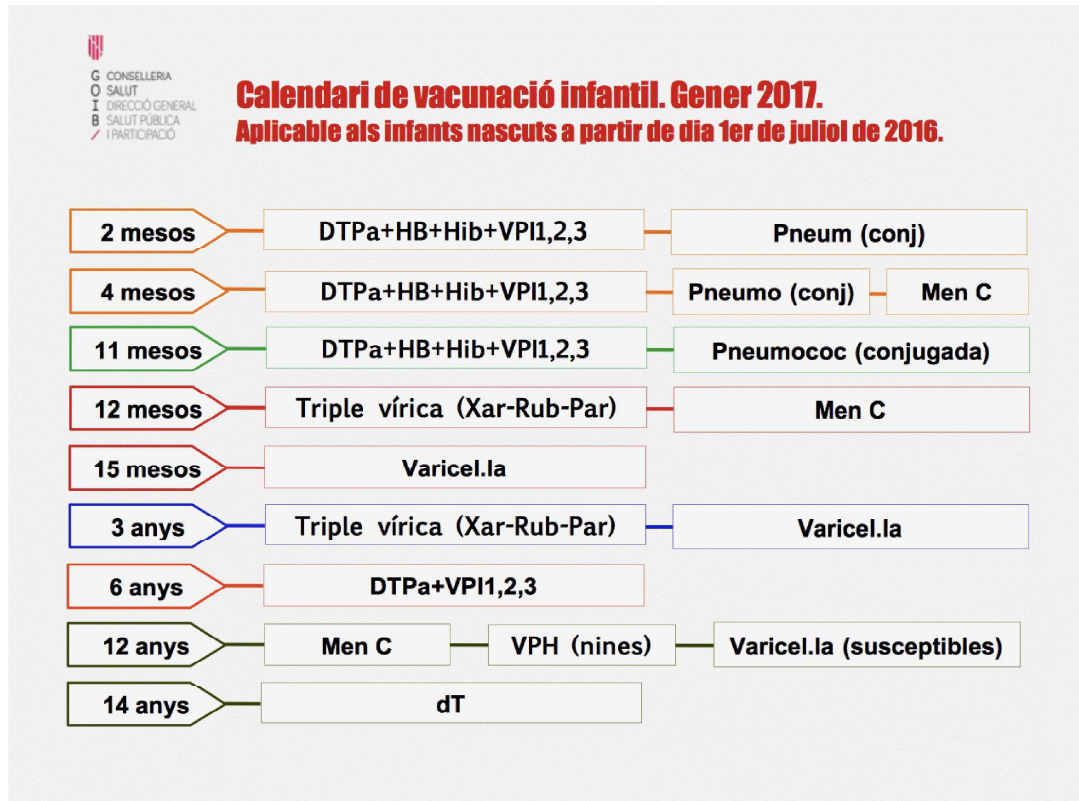 G CONSELLERIA
O SALUT
I DIRECCIÓ GENERAL
B SALUT PÚBLICA
/ I PARTICIPACIÓ
Calendari de vacunació infantil. Gener 2017.
Aplicable als infants nascuts a partir de dia 1er de juliol de 2016.
2 mesos DTPa+HB+Hib+VPI1,2,3 Pneum (conj)
4 mesos DTPa+HB+Hib+VPI1,2,3 Pneumo (conj) Men C
11 mesos DTPa+HB+Hib+VPI1,2,3 Pneumococ (conjugada)
12 mesos Triple vírica (Xar-Rub-Par) Men C
15 mesos Varicel.la
3 anys Triple vírica (Xar-Rub-Par) Varicel.la
6 anys DTPa+VPI1,2,3
12 anys Men C VPH (nines) Varicel.la (susceptibles)
14 anys dT